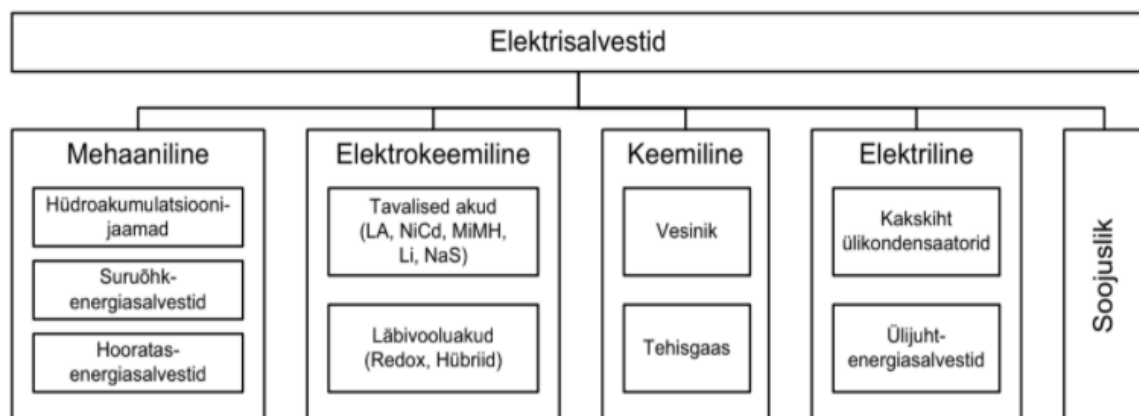 Elektrisalvestid
Mehaaniline
Hüdroakumulatsiooni-
jaamad
Suruõhk-
energiasalvestid
Hooratas-
energiasalvestid
Elektrokeemiline
Tavalised akud
(LA, NiCd, MiMH,
Li, NaS)
Läbivooluakud
(Redox, Hübriid)
Keemiline
Vesinik
Tehisgaas
Elektriline
Kakskiht
ülikondensaatorid
Ülijuht-
energiasalvestid
Soojuslik